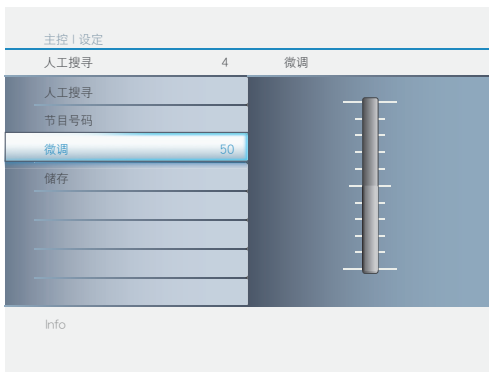 主控 | 设定
人工搜寻 4 微调
人工搜寻
节目号码
微调 50
储存
Info